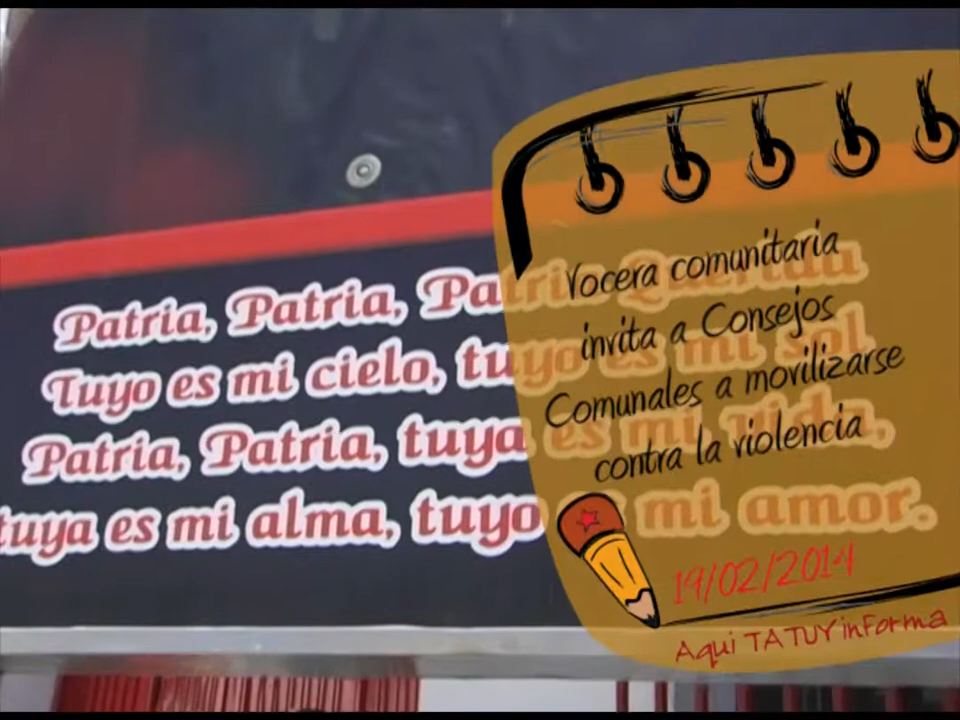 Patria, Patria, Patria Querida
Tuyo es mi cielo, tuyo es mi sol
Patria, Patria, tuya es mi vida,
tuya es mi alma, tuyo es mi amor.
Vocera comunitaria
invita a Consejos
Comunales a movilizarse
contra la violencia
19/02/2014
Aqui TATUY informa